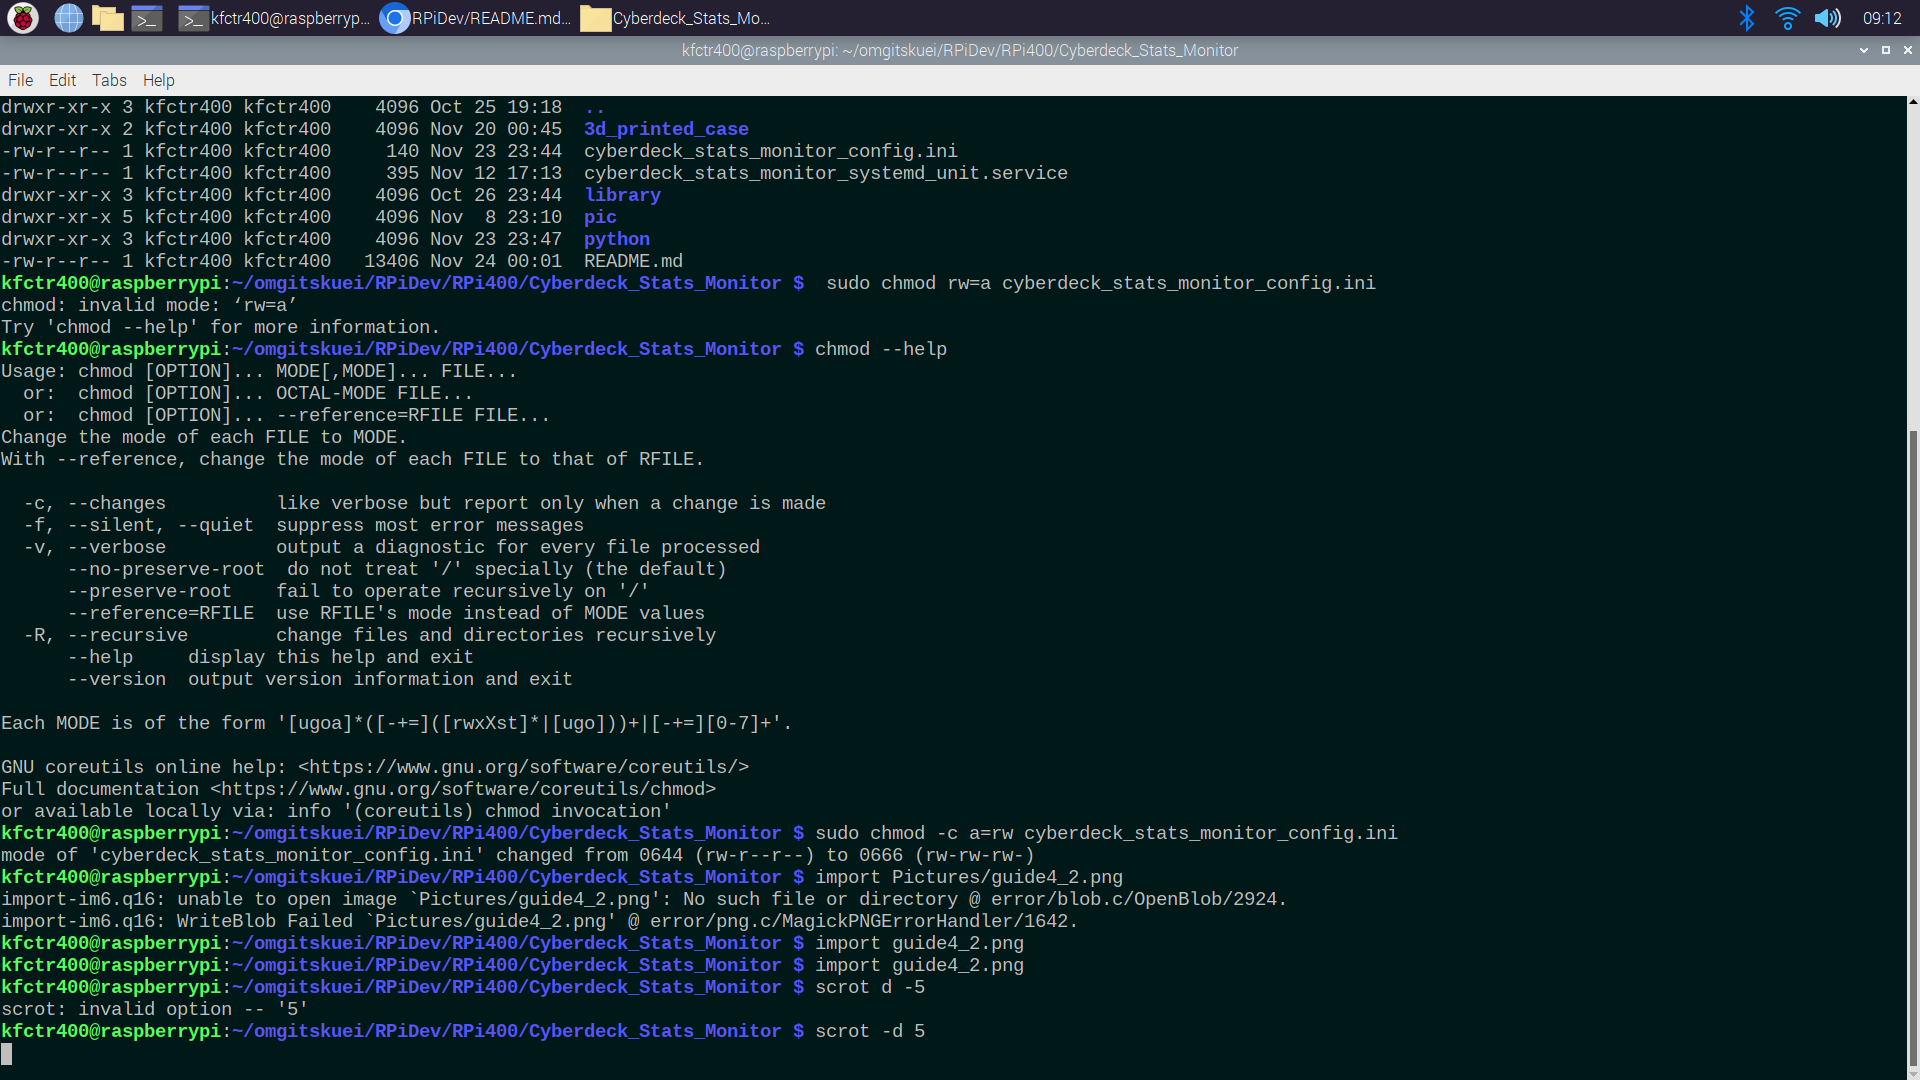 kfctr400@raspberryp... RPiDev/README.md... Cyberdeck_Stats_Mo... 09:12
kfctr400@raspberrypi: ~/omgitskuei/RPiDev/RPi400/Cyberdeck_Stats_Monitor
File Edit Tabs Help
drwxr-xr-x 3 kfctr400 kfctr400    4096 Oct 25 19:18  ..
drwxr-xr-x 2 kfctr400 kfctr400    4096 Nov 20 00:45  3d_printed_case
-rw-r--r-- 1 kfctr400 kfctr400     140 Nov 23 23:44  cyberdeck_stats_monitor_config.ini
-rw-r--r-- 1 kfctr400 kfctr400     395 Nov 12 17:13  cyberdeck_stats_monitor_systemd_unit.service
drwxr-xr-x 3 kfctr400 kfctr400    4096 Oct 26 23:44  library
drwxr-xr-x 5 kfctr400 kfctr400    4096 Nov  8 23:10  pic
drwxr-xr-x 3 kfctr400 kfctr400    4096 Nov 23 23:47  python
-rw-r--r-- 1 kfctr400 kfctr400   13406 Nov 24 00:01  README.md
kfctr400@raspberrypi:~/omgitskuei/RPiDev/RPi400/Cyberdeck_Stats_Monitor $  sudo chmod rw=a cyberdeck_stats_monitor_config.ini
chmod: invalid mode: ‘rw=a’
Try 'chmod --help' for more information.
kfctr400@raspberrypi:~/omgitskuei/RPiDev/RPi400/Cyberdeck_Stats_Monitor $ chmod --help
Usage: chmod [OPTION]... MODE[,MODE]... FILE...
  or:  chmod [OPTION]... OCTAL-MODE FILE...
  or:  chmod [OPTION]... --reference=RFILE FILE...
Change the mode of each FILE to MODE.
With --reference, change the mode of each FILE to that of RFILE.
  -c, --changes          like verbose but report only when a change is made
  -f, --silent, --quiet  suppress most error messages
  -v, --verbose          output a diagnostic for every file processed
      --no-preserve-root  do not treat '/' specially (the default)
      --preserve-root    fail to operate recursively on '/'
      --reference=RFILE  use RFILE's mode instead of MODE values
  -R, --recursive        change files and directories recursively
      --help     display this help and exit
      --version  output version information and exit
Each MODE is of the form '[ugoa]*([-+=]([rwxXst]*|[ugo]))+|[-+=][0-7]+'.
GNU coreutils online help: <https://www.gnu.org/software/coreutils/>
Full documentation <https://www.gnu.org/software/coreutils/chmod>
or available locally via: info '(coreutils) chmod invocation'
kfctr400@raspberrypi:~/omgitskuei/RPiDev/RPi400/Cyberdeck_Stats_Monitor $ sudo chmod -c a=rw cyberdeck_stats_monitor_config.ini
mode of 'cyberdeck_stats_monitor_config.ini' changed from 0644 (rw-r--r--) to 0666 (rw-rw-rw-)
kfctr400@raspberrypi:~/omgitskuei/RPiDev/RPi400/Cyberdeck_Stats_Monitor $ import Pictures/guide4_2.png
import-im6.q16: unable to open image `Pictures/guide4_2.png': No such file or directory @ error/blob.c/OpenBlob/2924.
import-im6.q16: WriteBlob Failed `Pictures/guide4_2.png' @ error/png.c/MagickPNGErrorHandler/1642.
kfctr400@raspberrypi:~/omgitskuei/RPiDev/RPi400/Cyberdeck_Stats_Monitor $ import guide4_2.png
kfctr400@raspberrypi:~/omgitskuei/RPiDev/RPi400/Cyberdeck_Stats_Monitor $ import guide4_2.png
kfctr400@raspberrypi:~/omgitskuei/RPiDev/RPi400/Cyberdeck_Stats_Monitor $ scrot d -5
scrot: invalid option -- '5'
kfctr400@raspberrypi:~/omgitskuei/RPiDev/RPi400/Cyberdeck_Stats_Monitor $ scrot -d 5